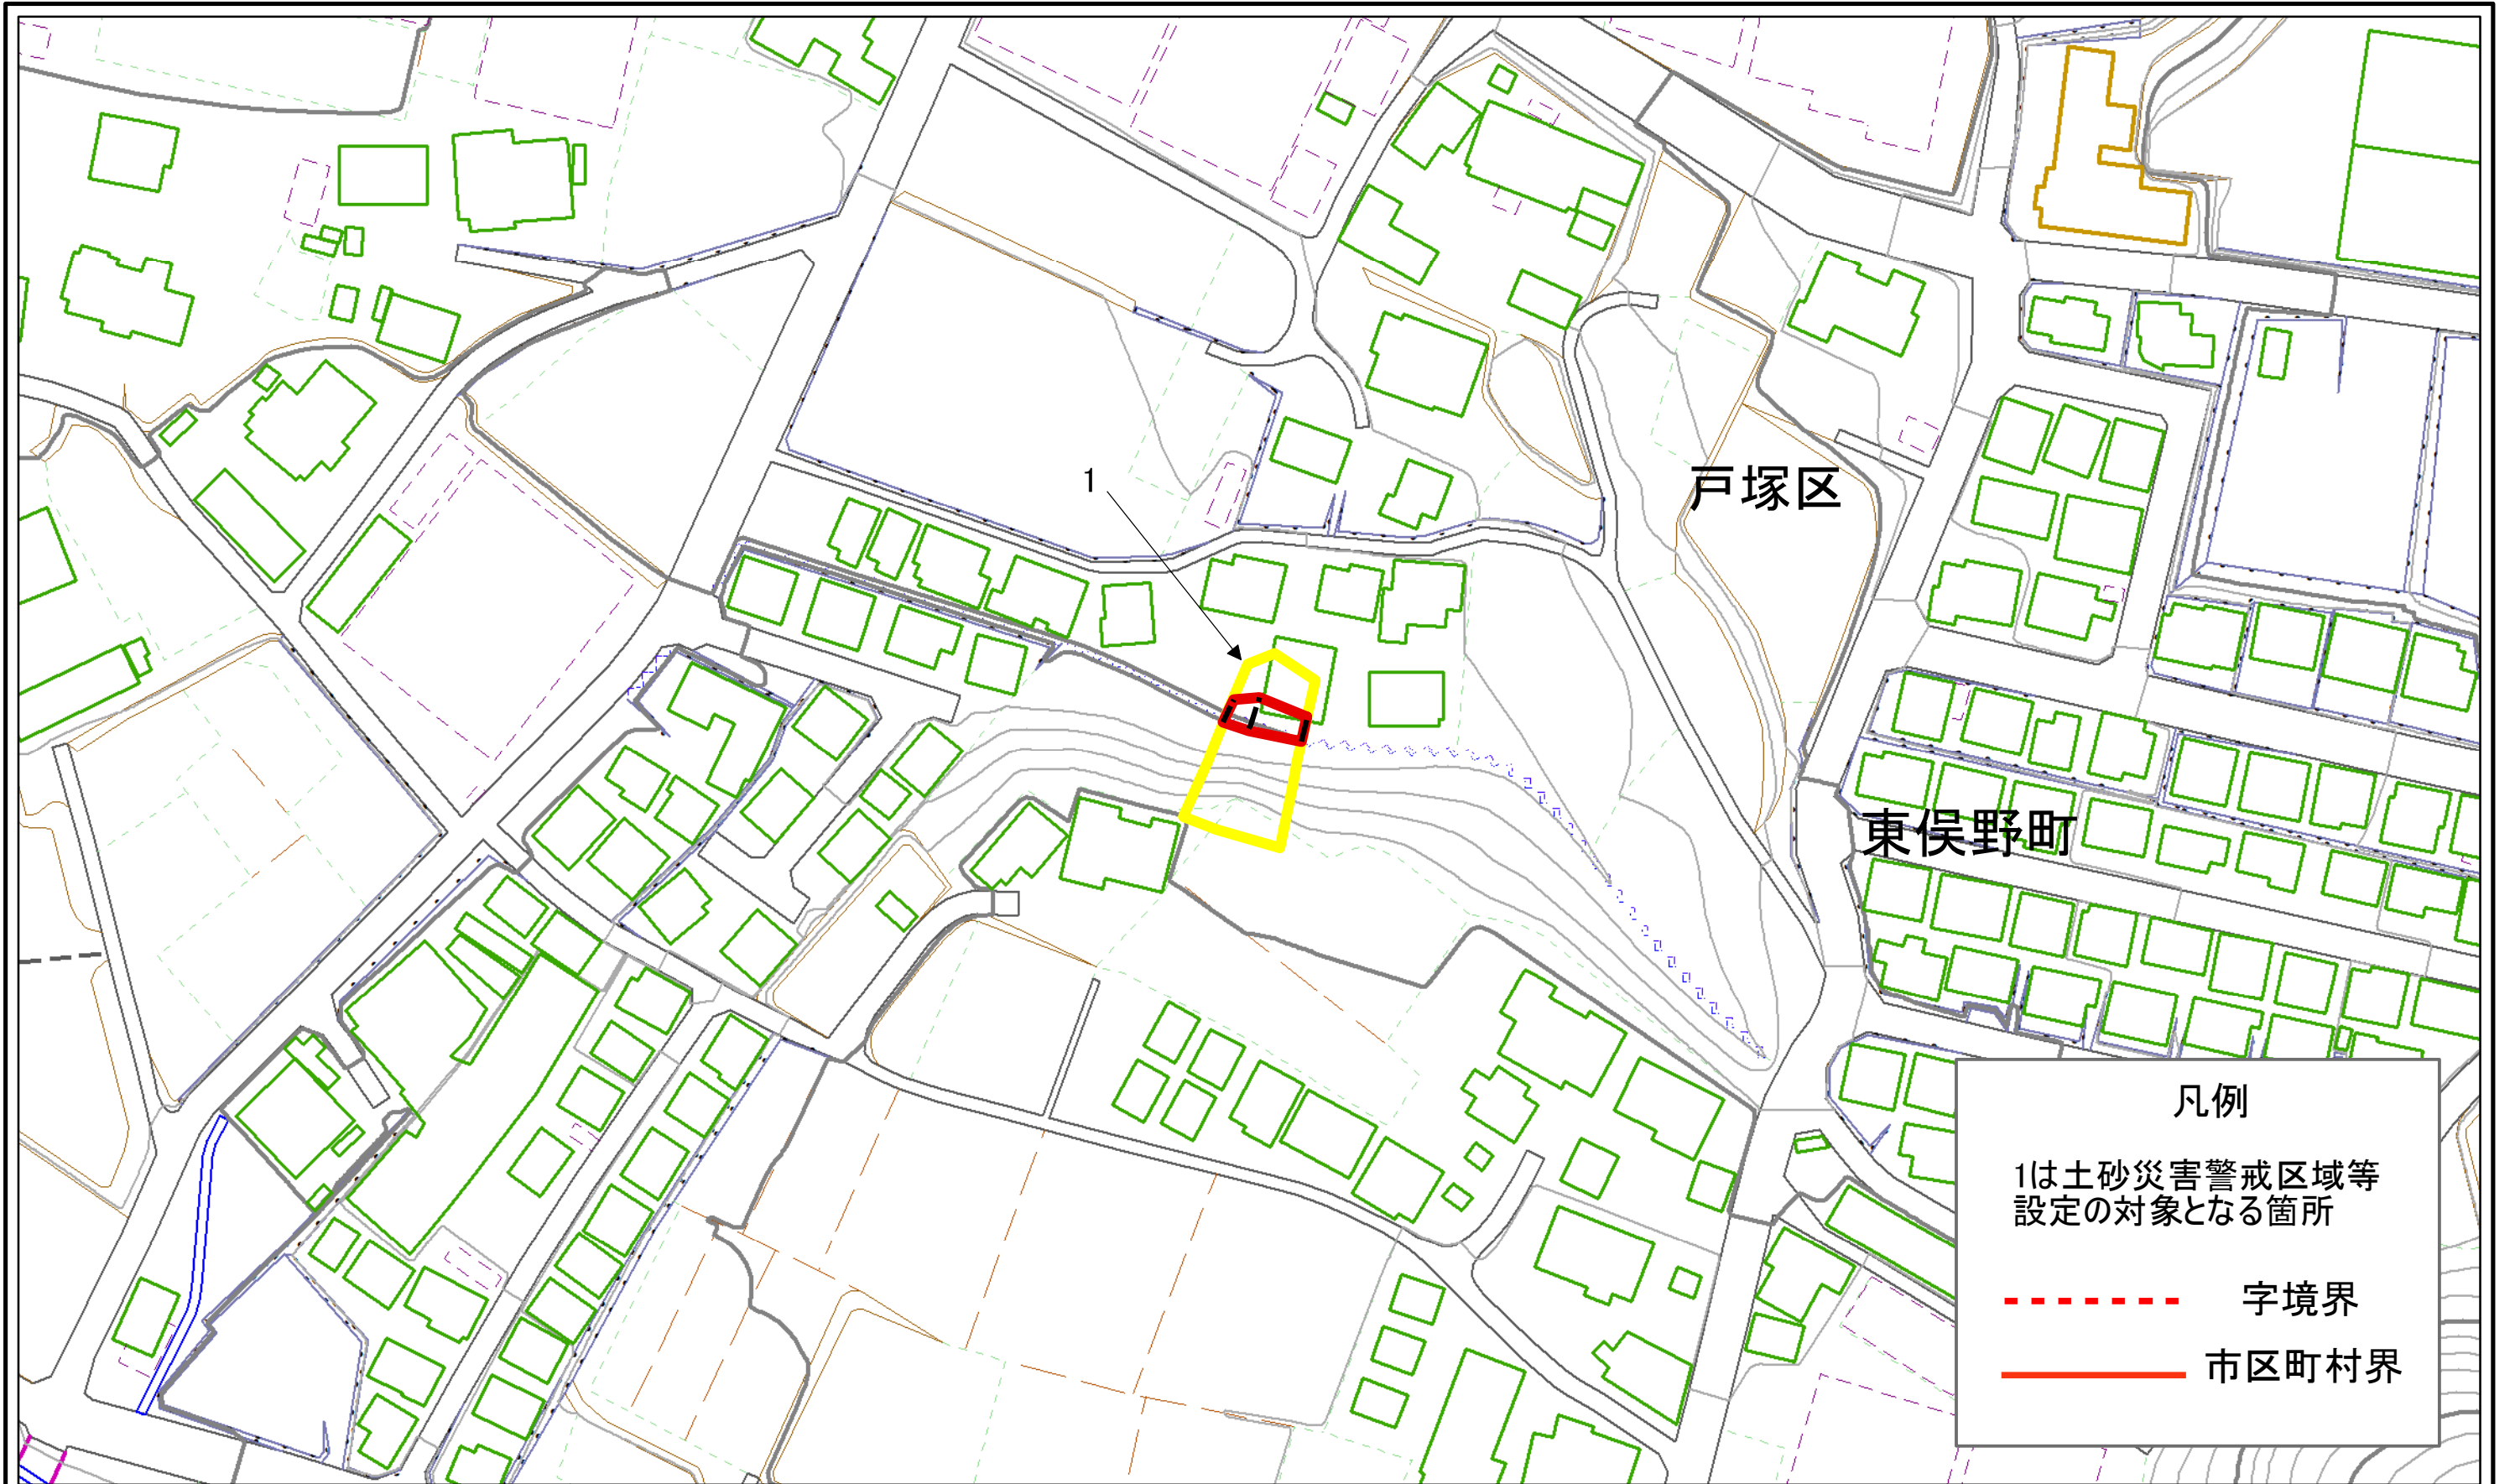 1
戸塚区
東俣野町
凡例
1は土砂災害警戒区域等
設定の対象となる箇所
字境界
市区町村界